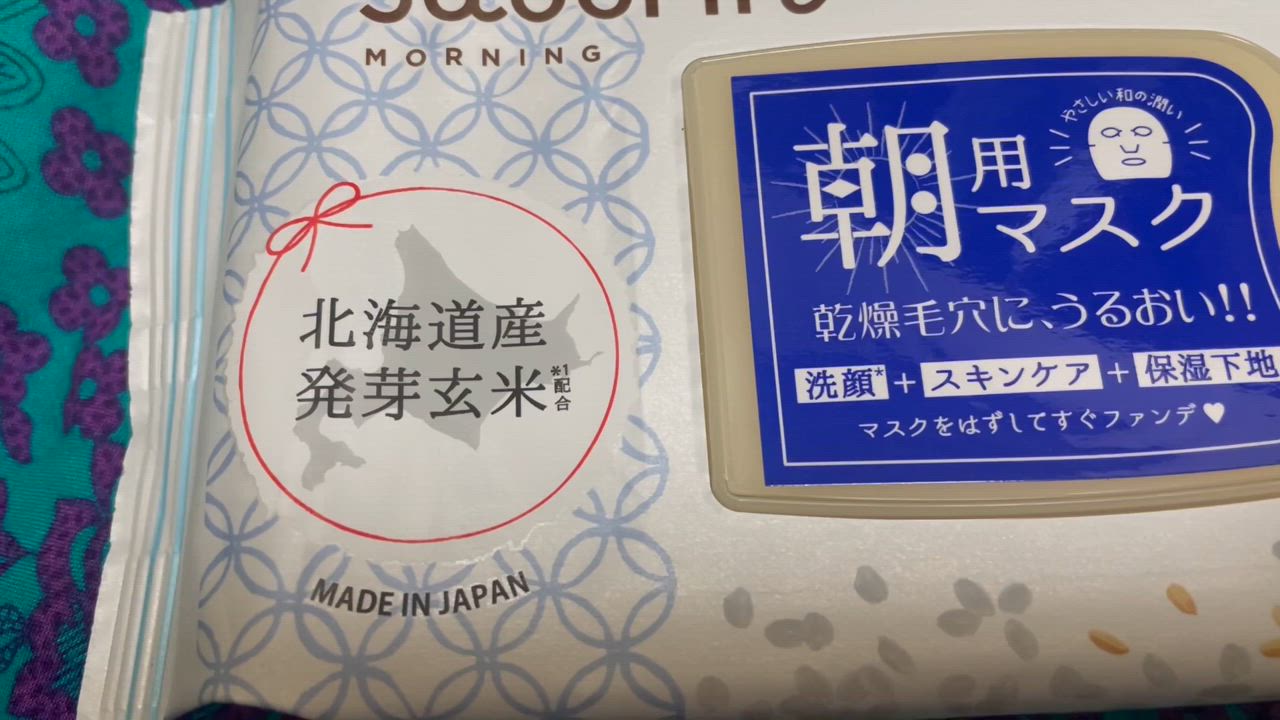 MORNING
北海道産
発芽玄米
*1
配合
MADE IN JAPAN
やさしい和の潤い
朝用
マスク
乾燥毛穴に、うるおい!!
洗顔*+スキンケア+保湿下地
マスクをはずしてすぐファンデ♥